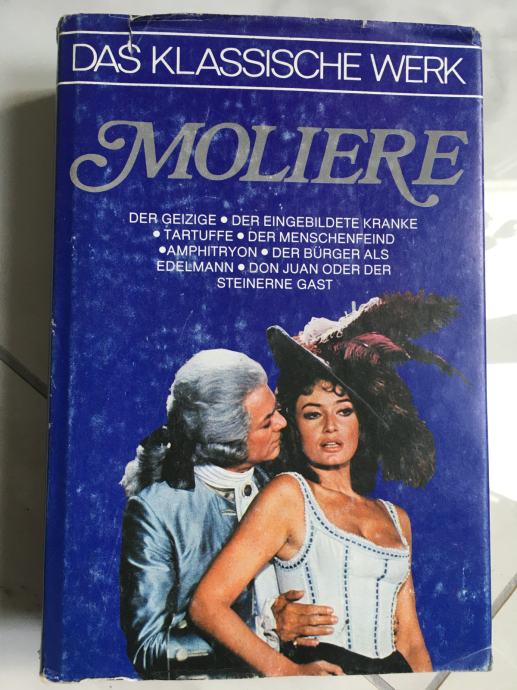 DAS KLASSISCHE WERK
MOLIERE
DER GEIZIGE • DER EINGEBILDETE KRANKE
• TARTUFFE • DER MENSCHENFEIND
•AMPHITRYON • DER BÜRGER ALS
EDELMANN • DON JUAN ODER DER
STEINERNE GAST